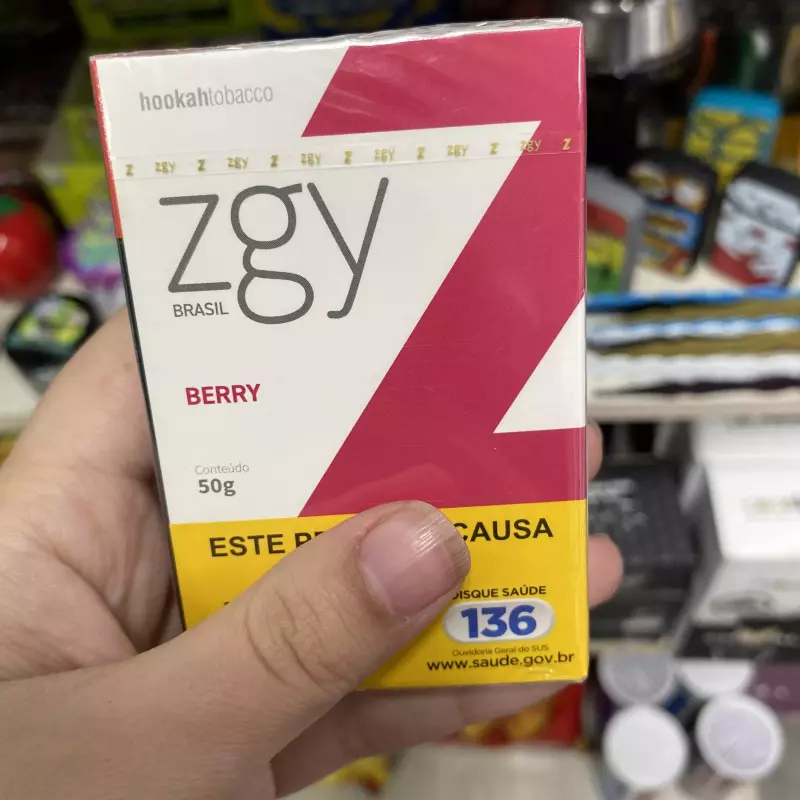 hookahtobacco
z zgy z zgy z zgy z zgy z zgy z zgy z
zgy
BRASIL
BERRY
Conteúdo
50g
ESTE CAUSA
DISQUE SAÚDE
136
Ouvidoria Geral do SUS
www.saude.gov.br